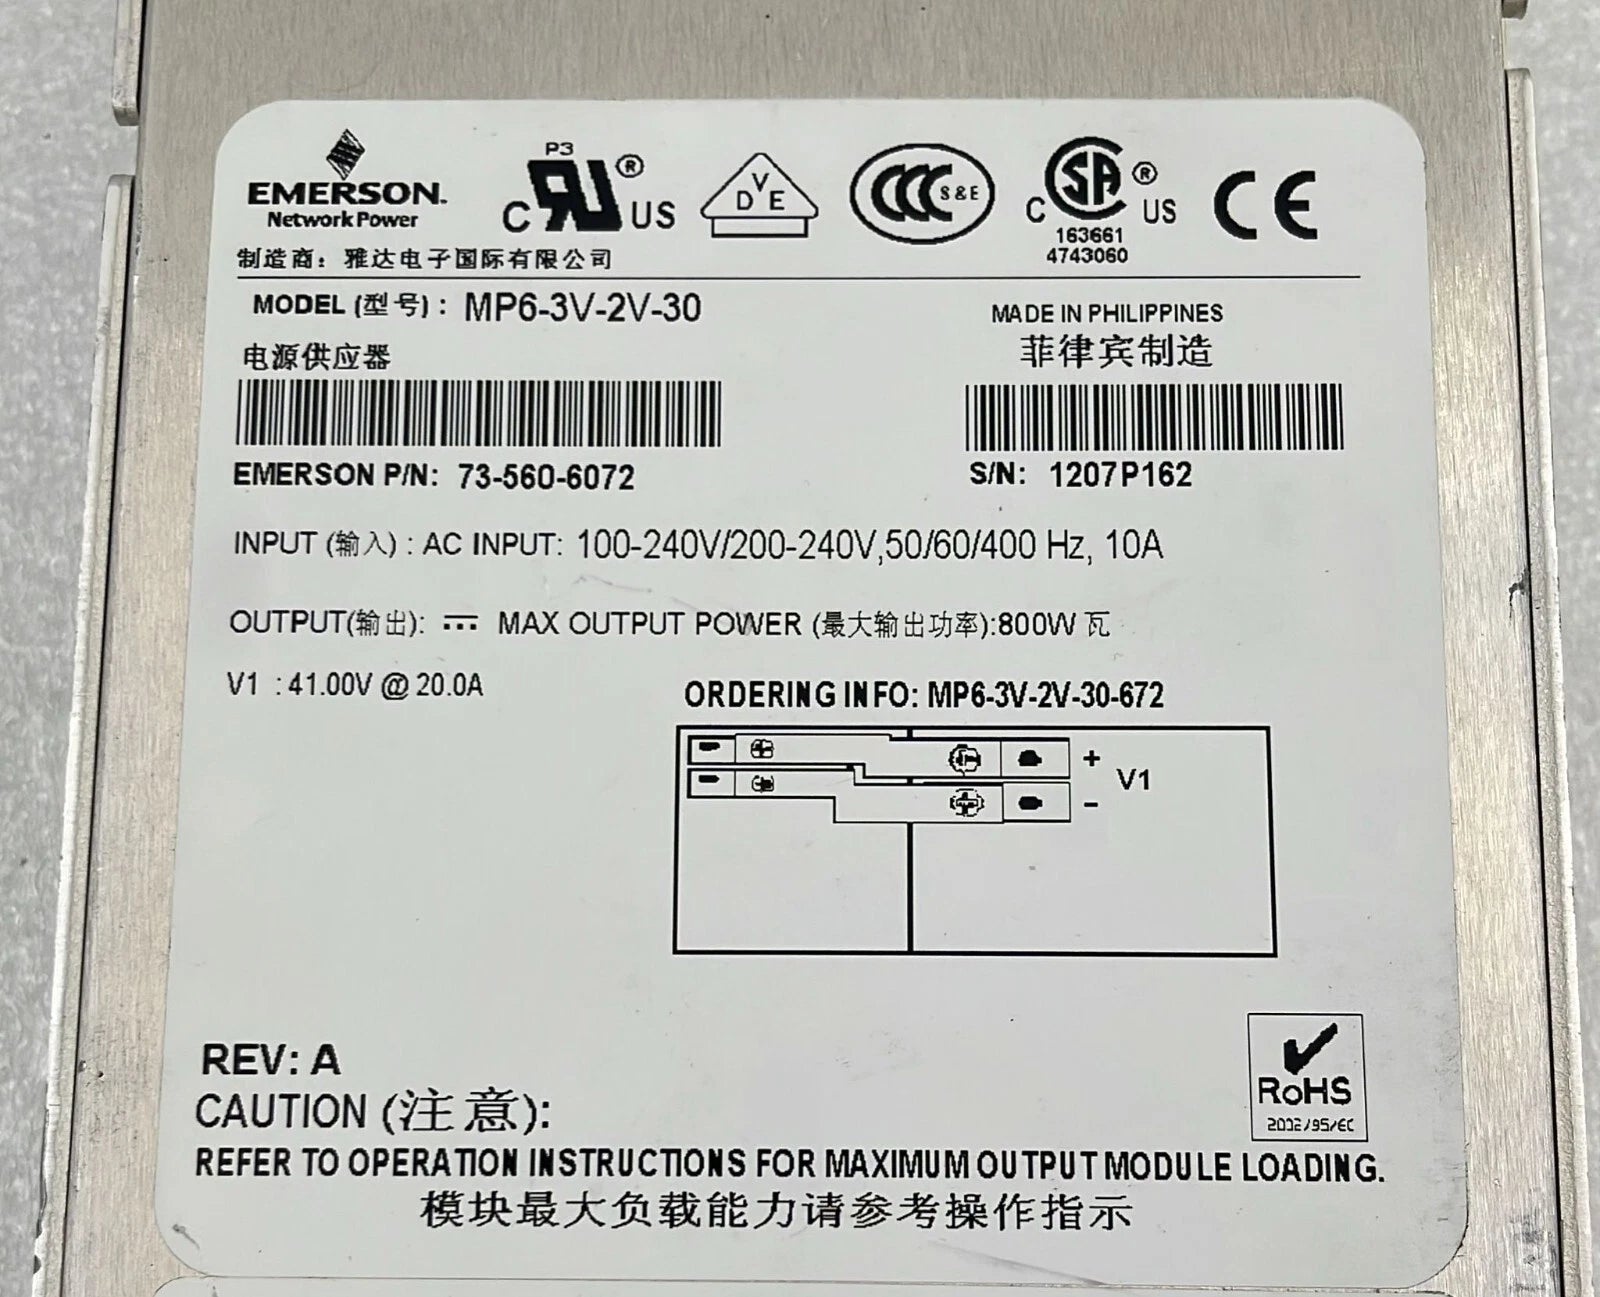 EMERSON.
Network Power
P3
C RU ® US
D V E
CCC S&E
C SA ® US
163661
4743060
CE
制造商：雅达电子国际有限公司
MODEL (型号) : MP6-3V-2V-30
MADE IN PHILIPPINES
电源供应器
菲律宾制造
EMERSON P/N: 73-560-6072
S/N: 1207P162
INPUT (输入) : AC INPUT: 100-240V/200-240V,50/60/400 Hz, 10A
OUTPUT(输出): MAX OUTPUT POWER (最大输出功率):800W 瓦
V1 : 41.00V @ 20.0A
ORDERING INFO: MP6-3V-2V-30-672
+
V1
−
REV: A
RoHS
2002/95/EC
CAUTION (注意):
REFER TO OPERATION INSTRUCTIONS FOR MAXIMUM OUTPUT MODULE LOADING.
模块最大负载能力请参考操作指示